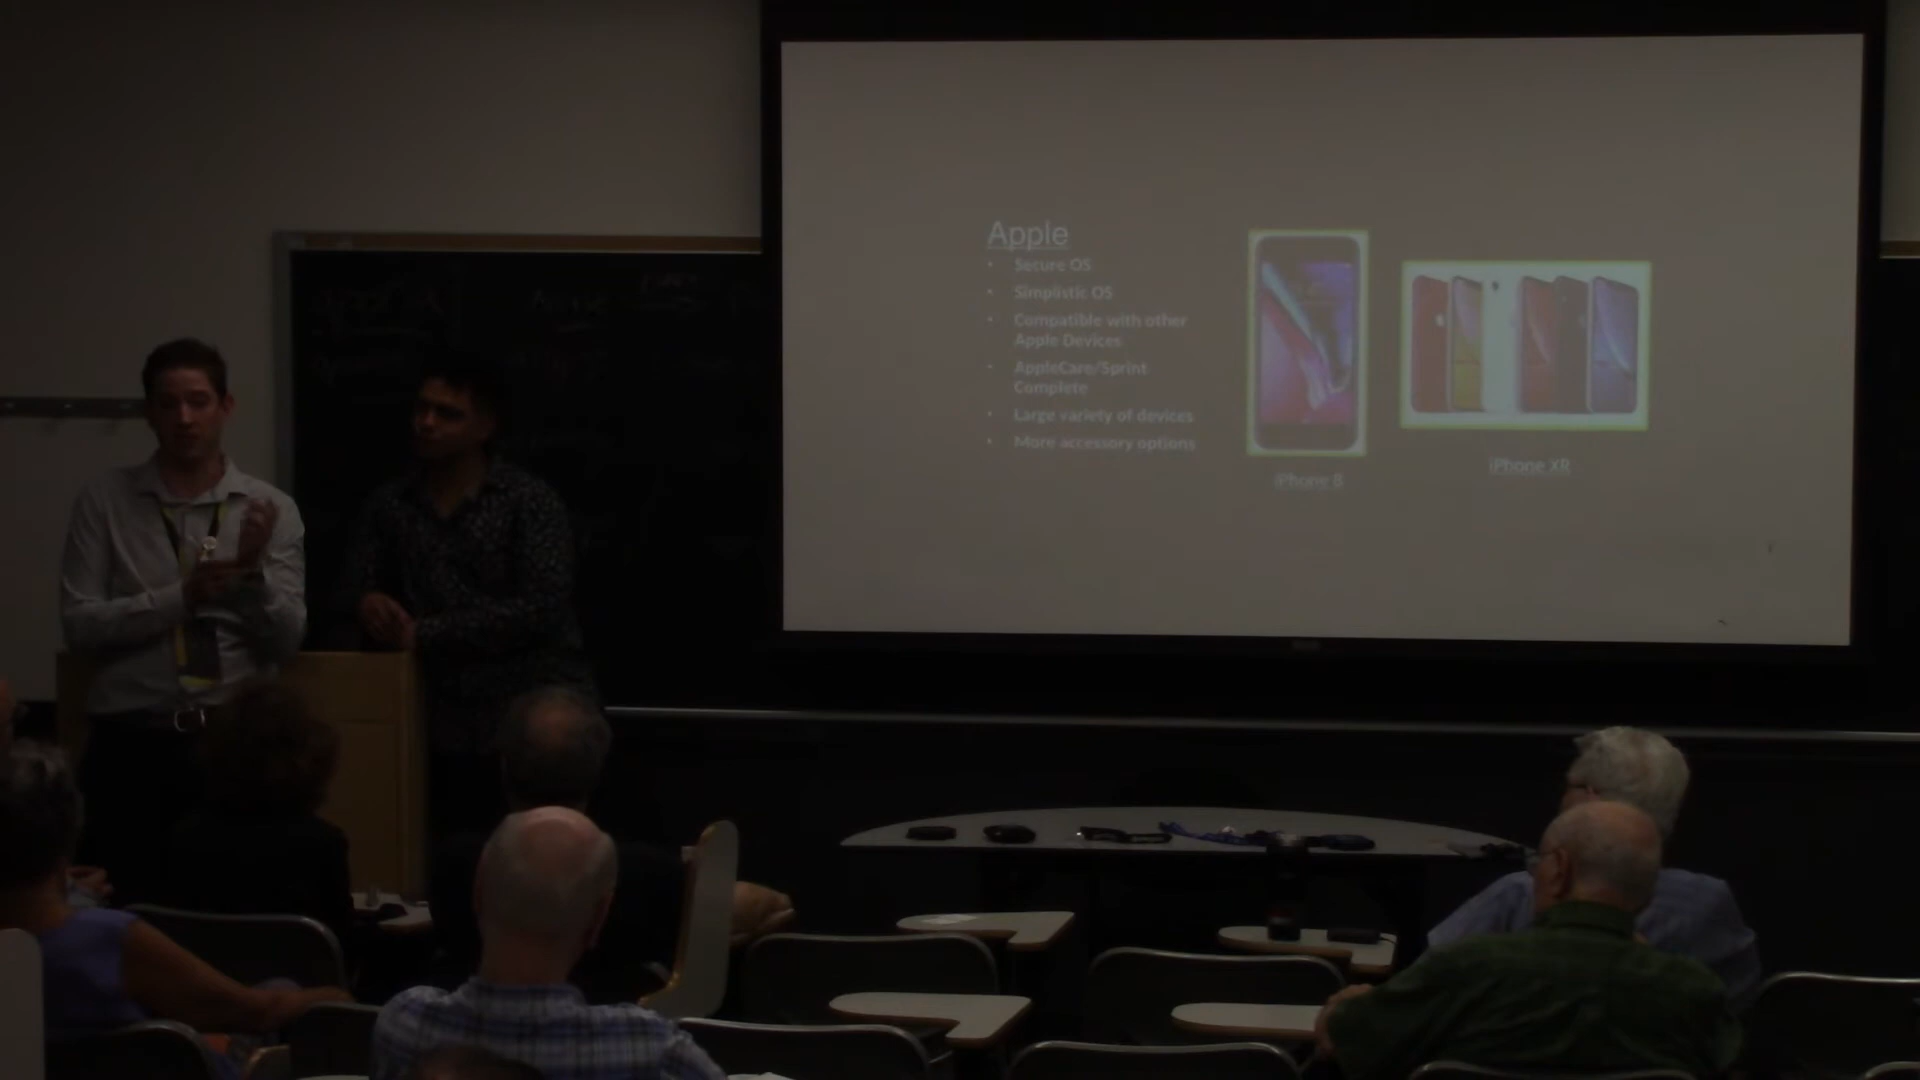 Apple
• Secure OS
• Simplistic OS
• Compatible with other
Apple Devices
• AppleCare/Sprint
Complete
• Large variety of devices
• More accessory options
iPhone 8
iPhone XR